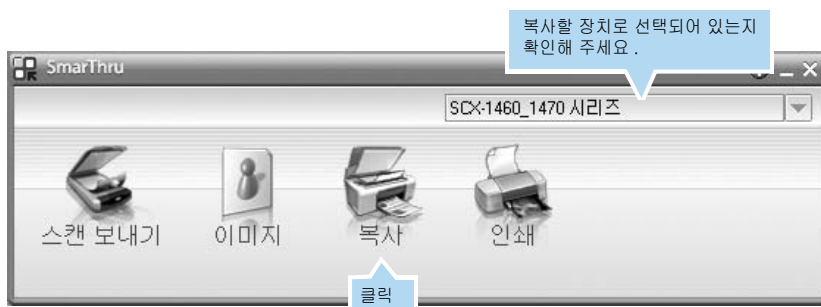 복사할 장치로 선택되어 있는지
확인해 주세요 .
SmarThru
SCX-1460_1470 시리즈
스캔 보내기
이미지
복사
인쇄
클릭